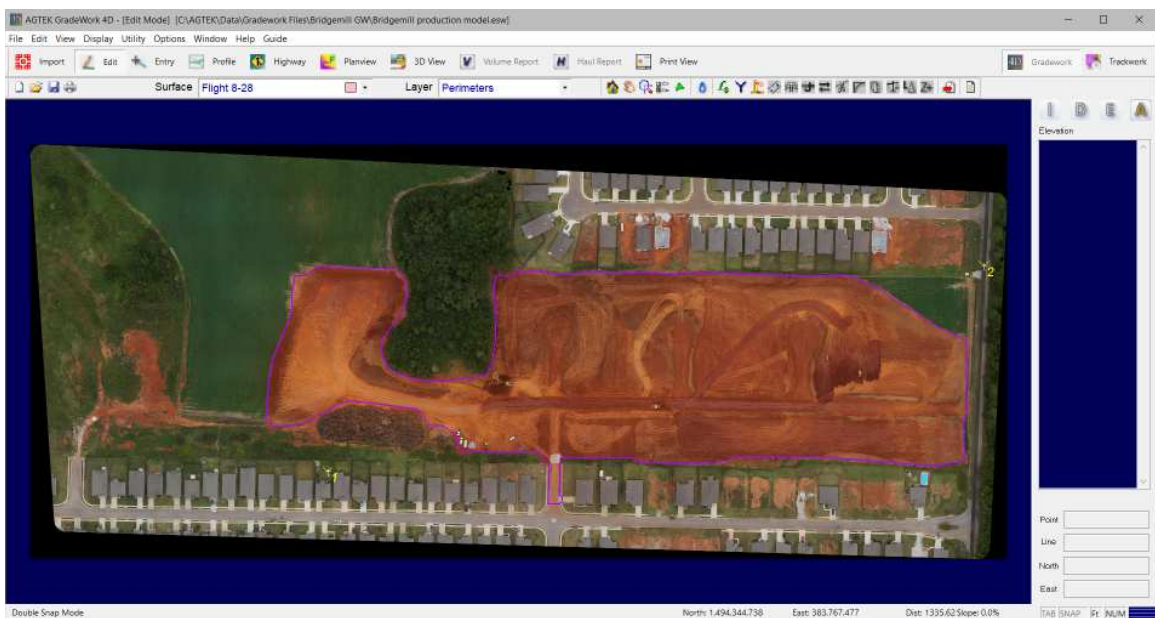 AGTEK GradeWork 4D - [Edit Mode] [C:\AGTEK\Data\Gradework Files\Bridgemill GW\Bridgemill production model.esw]
File Edit View Display Utility Options Window Help Guide
Import Edit Entry Profile Highway Planview 3D View Volume Report Haul Report Print View 4D Gradework Trackwork
Surface Flight 8-28 Layer Perimeters
I D E A
Elevation
2
1
Point
Line
North
East
Double Snap Mode North: 1,494,344.738 East: 383,767.477 Dist: 1335.62 Slope: 0.0% TAB SNAP Ft NUM